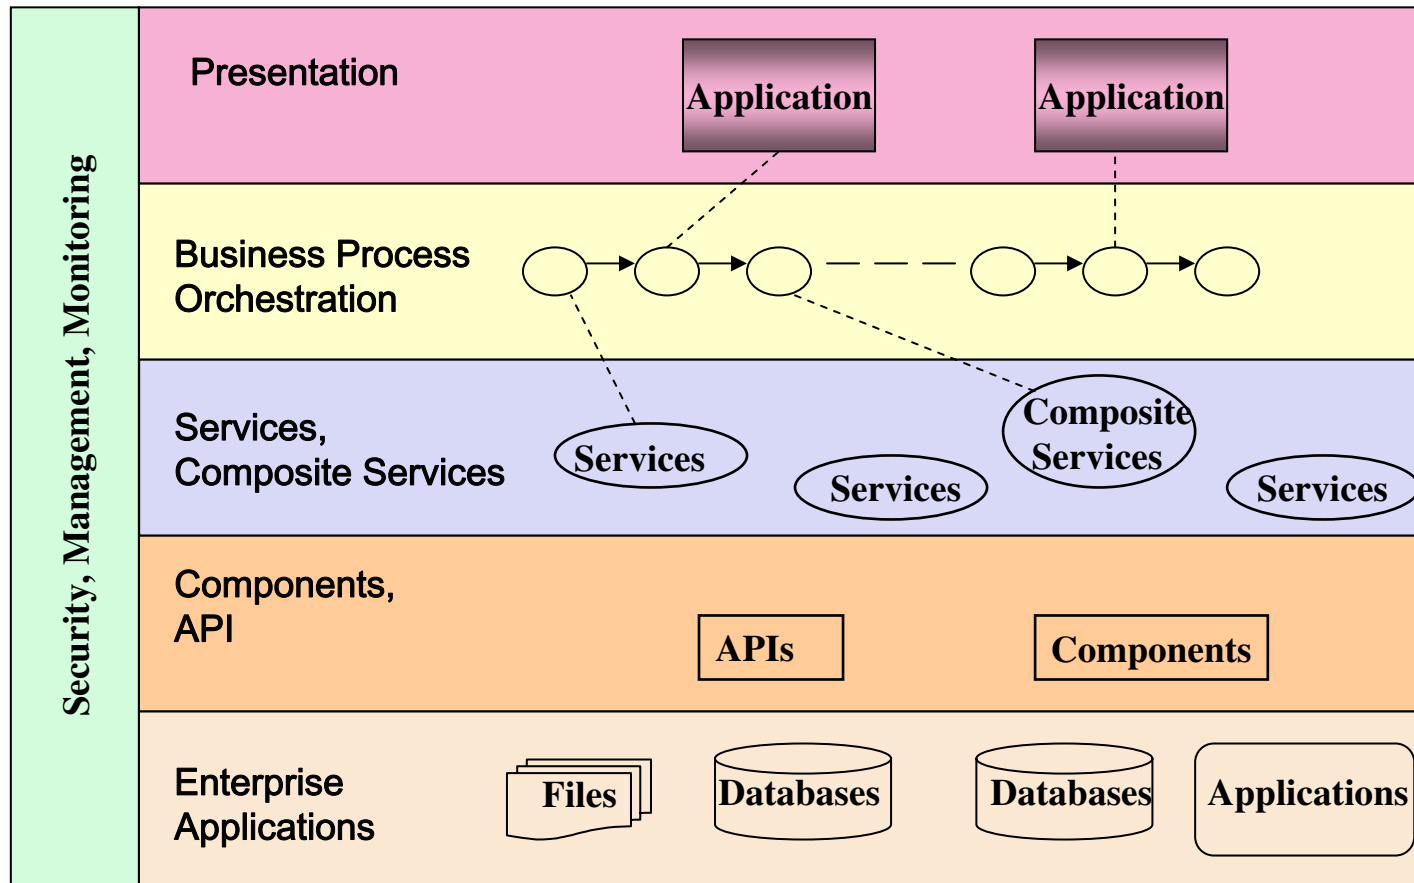 Security, Management, Monitoring
Presentation
Application
Application
Business Process
Orchestration
Services,
Composite Services
Services
Services
Composite
Services
Services
Components,
API
APIs
Components
Enterprise
Applications
Files
Databases
Databases
Applications